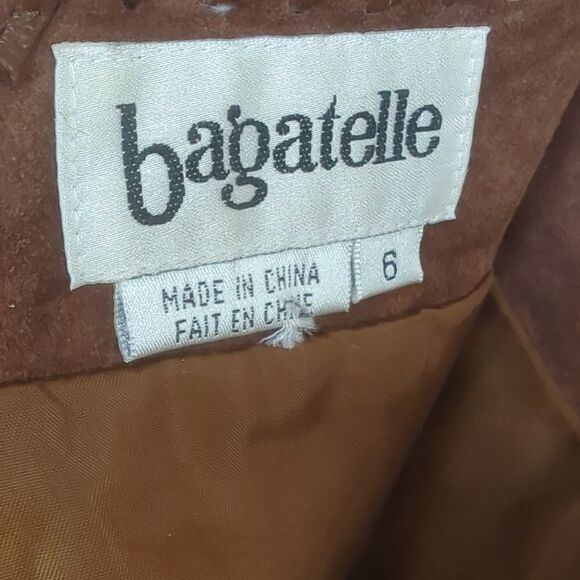 bagatelle
MADE IN CHINA
FAIT EN CHINE
6